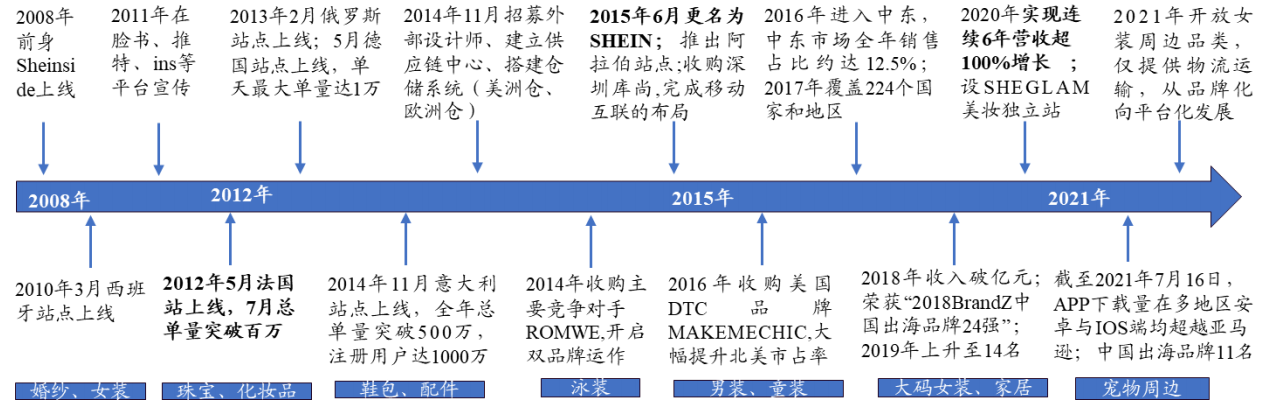 2008年
前身
Sheinsi
de上线
2011年在
脸书、推
特、ins等
平台宣传
2013年2月俄罗斯
站点上线；5月德
国站点上线，单
天最大单量达1万
2014年11月招募外
部设计师、建立供
应链中心、搭建仓
储系统（美洲仓、
欧洲仓）
2015年6月更名为
SHEIN；推出阿
拉伯站点;收购深
圳库尚,完成移动
互联的布局
2016年进入中东，
中东市场全年销售
占比约达12.5%；
2017年覆盖224个国
家和地区
2020年实现连
续6年营收超
100%增长；
设SHEGLAM
美妆独立站
2021年开放女
装周边品类，
仅提供物流运
输，从品牌化
向平台化发展
2008年
2012年
2015年
2021年
2010年3月西班
牙站点上线
2012年5月法国
站上线，7月总
单量突破百万
2014年11月意大利
站点上线，全年总
单量突破500万，
注册用户达1000万
2014年收购主
要竞争对手
ROMWE,开启
双品牌运作
2016年收购美国
DTC品牌
MAKEMECHIC,大
幅提升北美市占率
2018年收入破亿元；
荣获“2018BrandZ中
国出海品牌24强”；
2019年上升至14名
截至2021年7月16日，
APP下载量在多地区安
卓与IOS端均超越亚马
逊；中国出海品牌11名
婚纱、女装
珠宝、化妆品
鞋包、配件
泳装
男装、童装
大码女装、家居
宠物周边